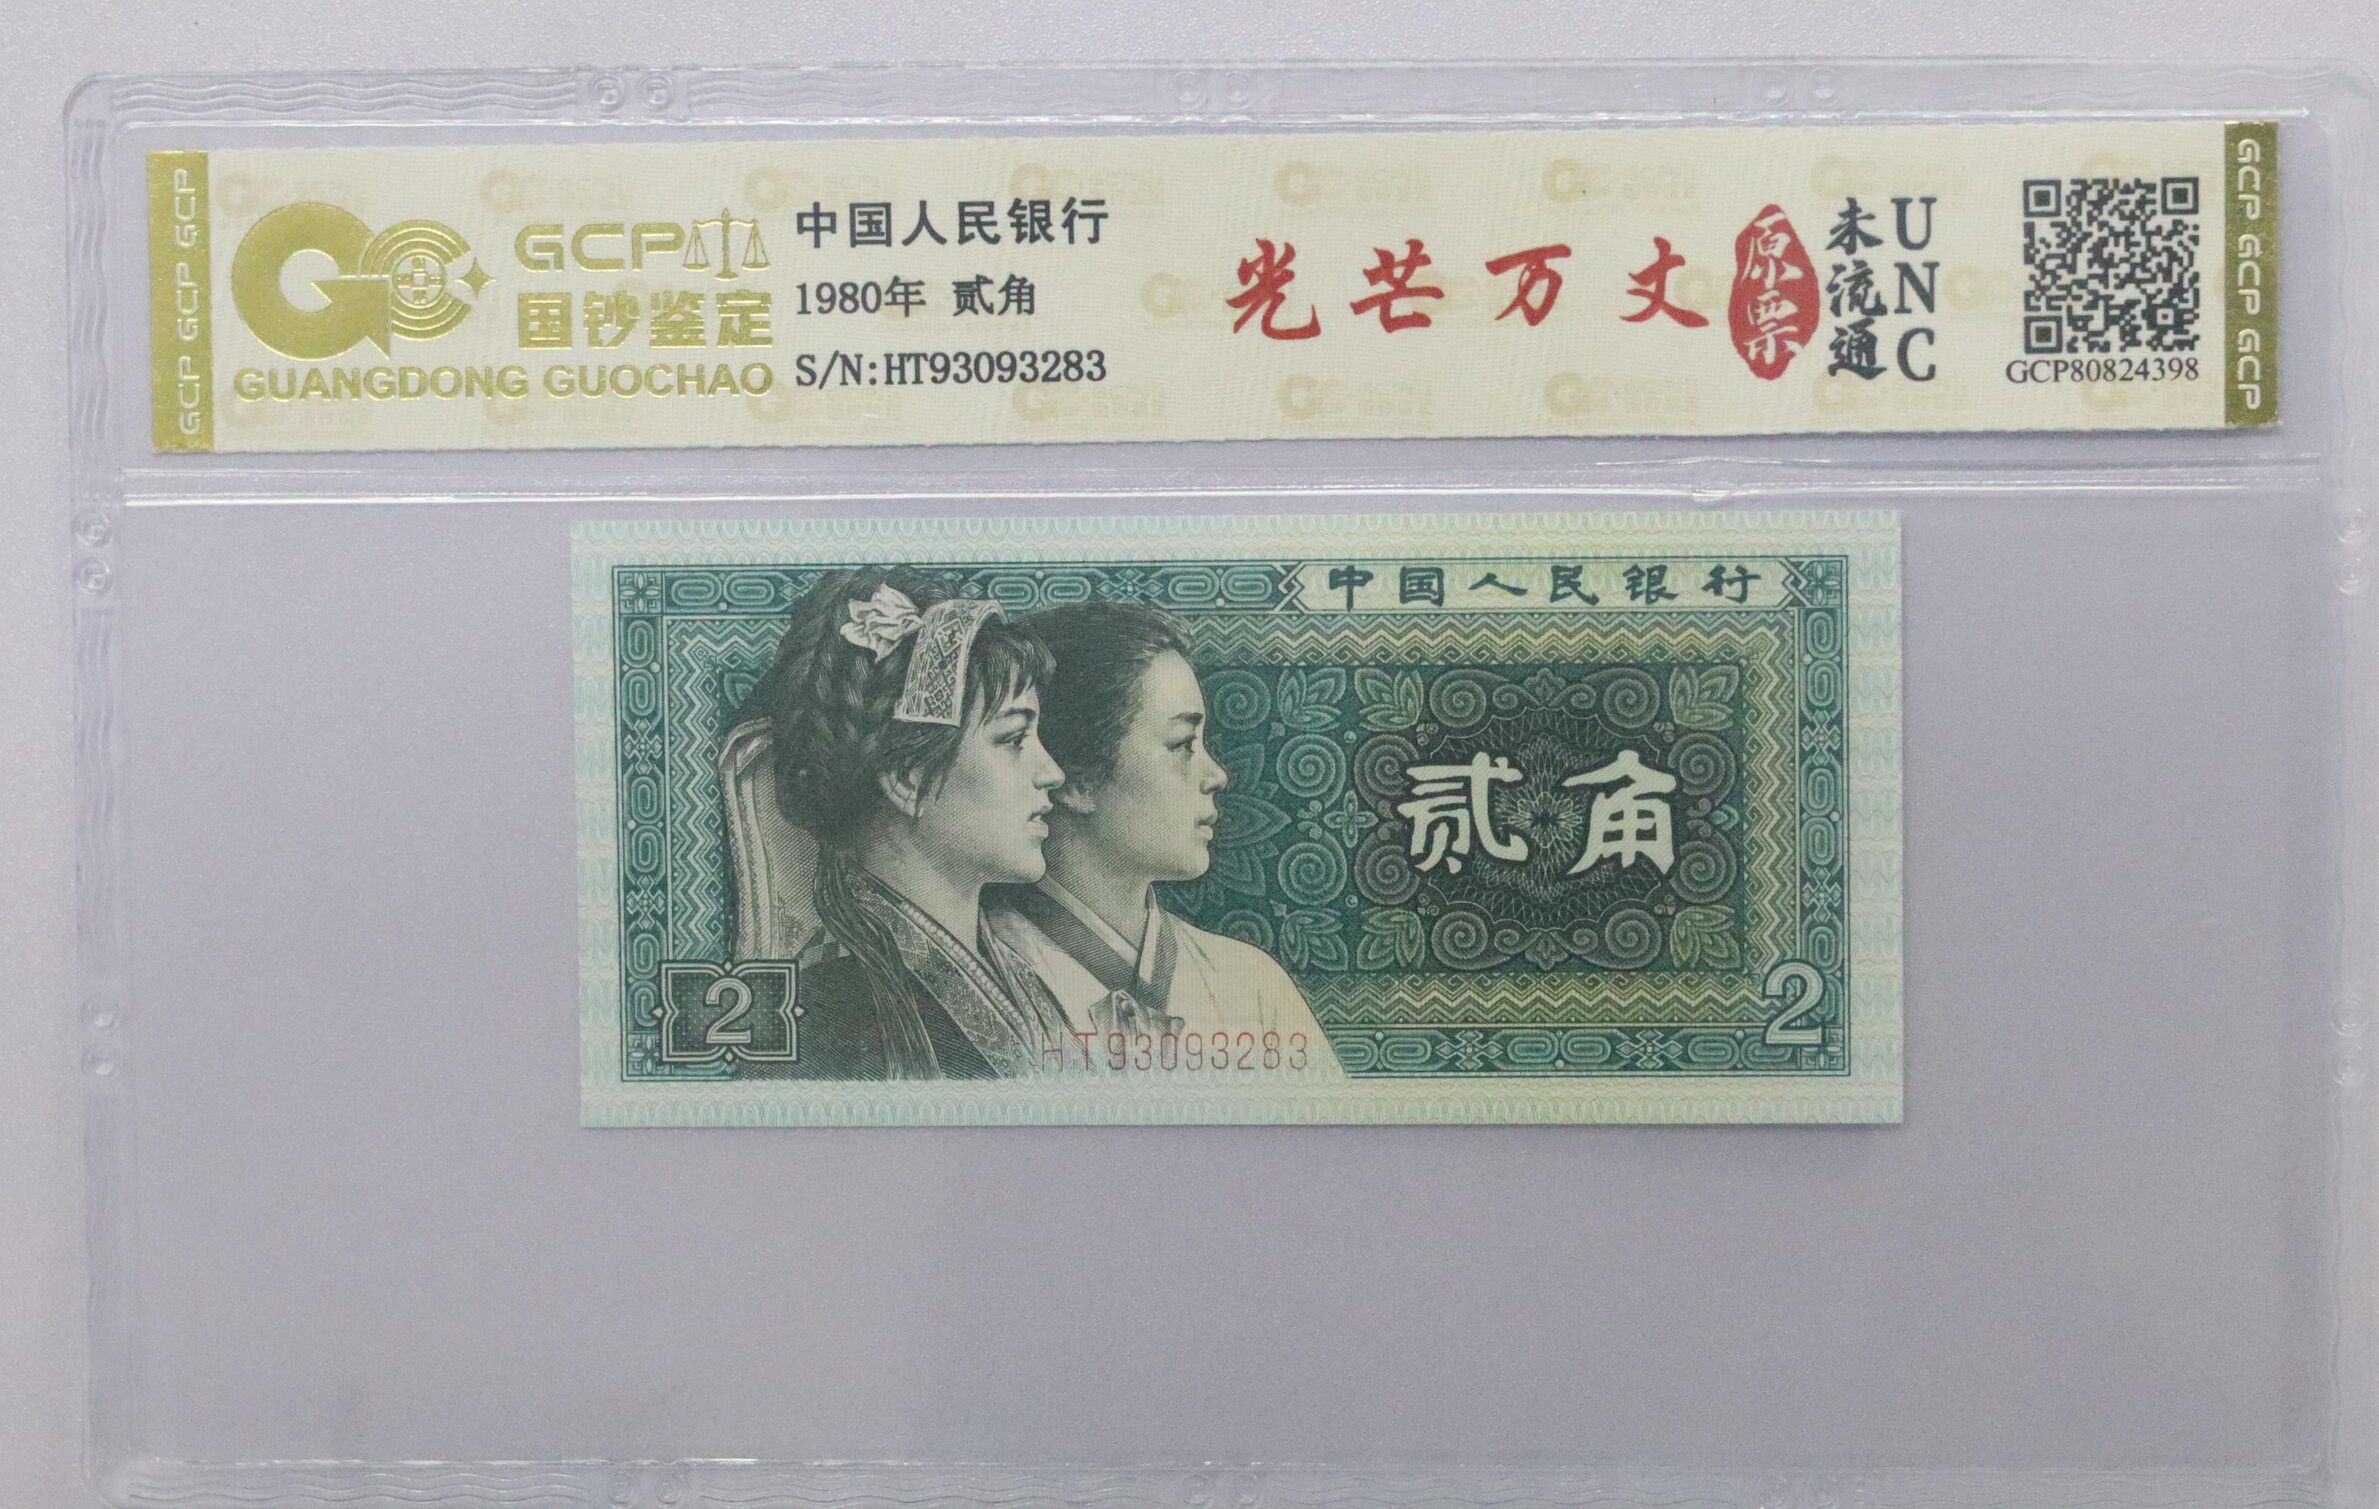 GCP GCP GCP
GCP
国钞鉴定
GUANGDONG GUOCHAO
中国人民银行
1980年 贰角
S/N:HT93093283
光芒万丈
原票
未流通
UNC
GCP80824398
GCP GCP GCP
中国人民银行
贰角
2
2
HT93093283